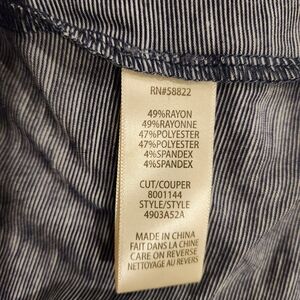 RN#58822
49%RAYON
49%RAYONNE
47%POLYESTER
47%POLYESTER
4%SPANDEX
4%SPANDEX
CUT/COUPER
8001144
STYLE/STYLE
4903A52A
MADE IN CHINA
FAIT DANS LA CHINE
CARE ON REVERSE
NETTOYAGE AU REVERS